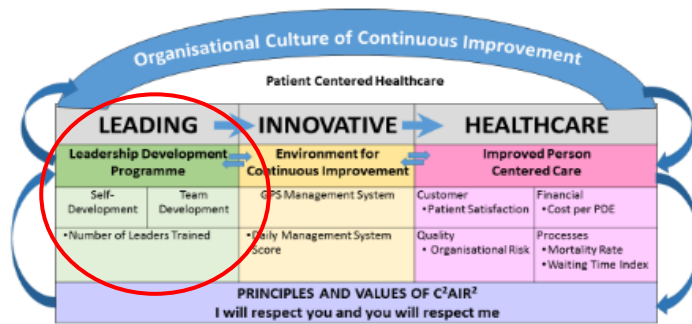 Organisational Culture of Continuous Improvement
Patient Centered Healthcare
LEADING INNOVATIVE HEALTHCARE
Leadership Development
Programme
Environment for
Continuous Improvement
Improved Person
Centered Care
Self-
Development
Team
Development
GPS Management System
Customer
•Patient Satisfaction
Financial
•Cost per PDE
•Number of Leaders Trained
•Daily Management System
Score
Quality
• Organisational Risk
Processes
•Mortality Rate
•Waiting Time Index
PRINCIPLES AND VALUES OF C²AIR²
I will respect you and you will respect me